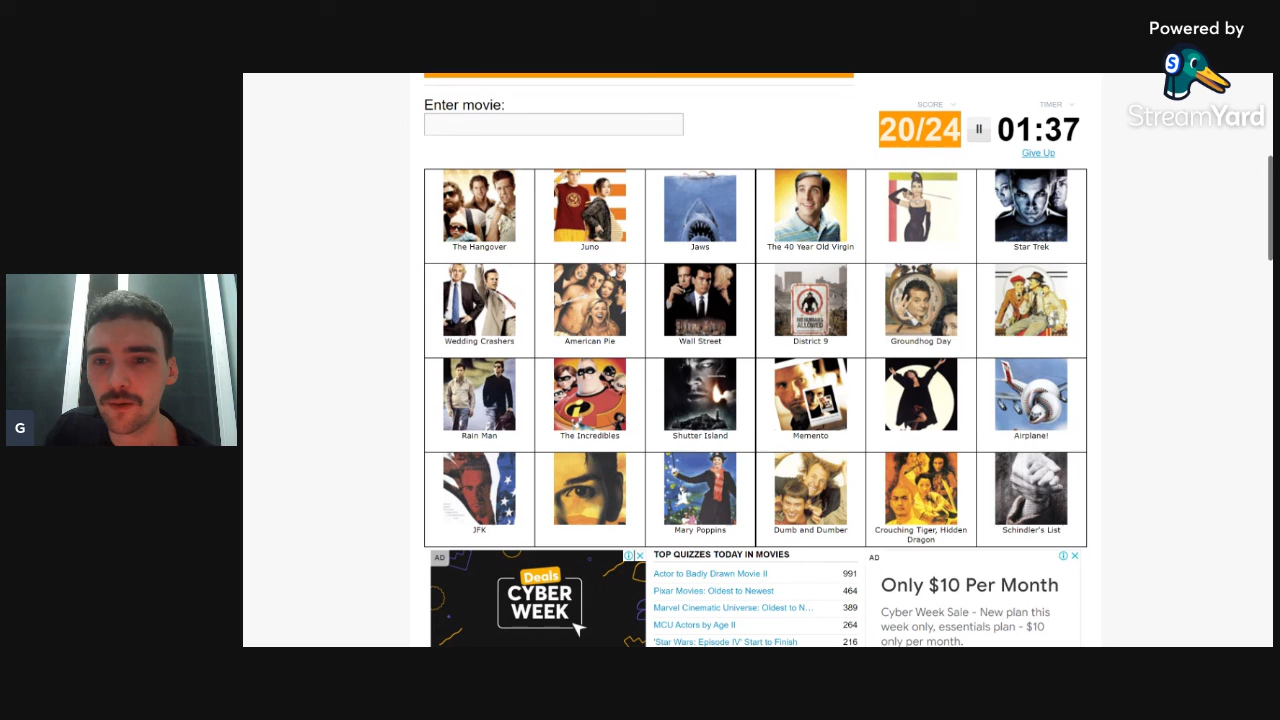 Powered by
S
StreamYard
Enter movie:
SCORE
TIMER
20/24
01:37
Give Up
The Hangover
Juno
Jaws
The 40 Year Old Virgin
Star Trek
Wedding Crashers
American Pie
Wall Street
NO HUMANS
ALLOWED
District 9
Groundhog Day
Rain Man
The Incredibles
Shutter Island
Memento
Airplane!
JFK
Mary Poppins
Dumb and Dumber
Crouching Tiger, Hidden
Dragon
Schindler's List
G
AD
Deals
CYBER
WEEK
TOP QUIZZES TODAY IN MOVIES
Actor to Badly Drawn Movie II 991
Pixar Movies: Oldest to Newest 464
Marvel Cinematic Universe: Oldest to N... 389
MCU Actors by Age II 264
'Star Wars: Episode IV' Start to Finish 216
AD
Only $10 Per Month
Cyber Week Sale - New plan this
week only, essentials plan - $10
only per month.